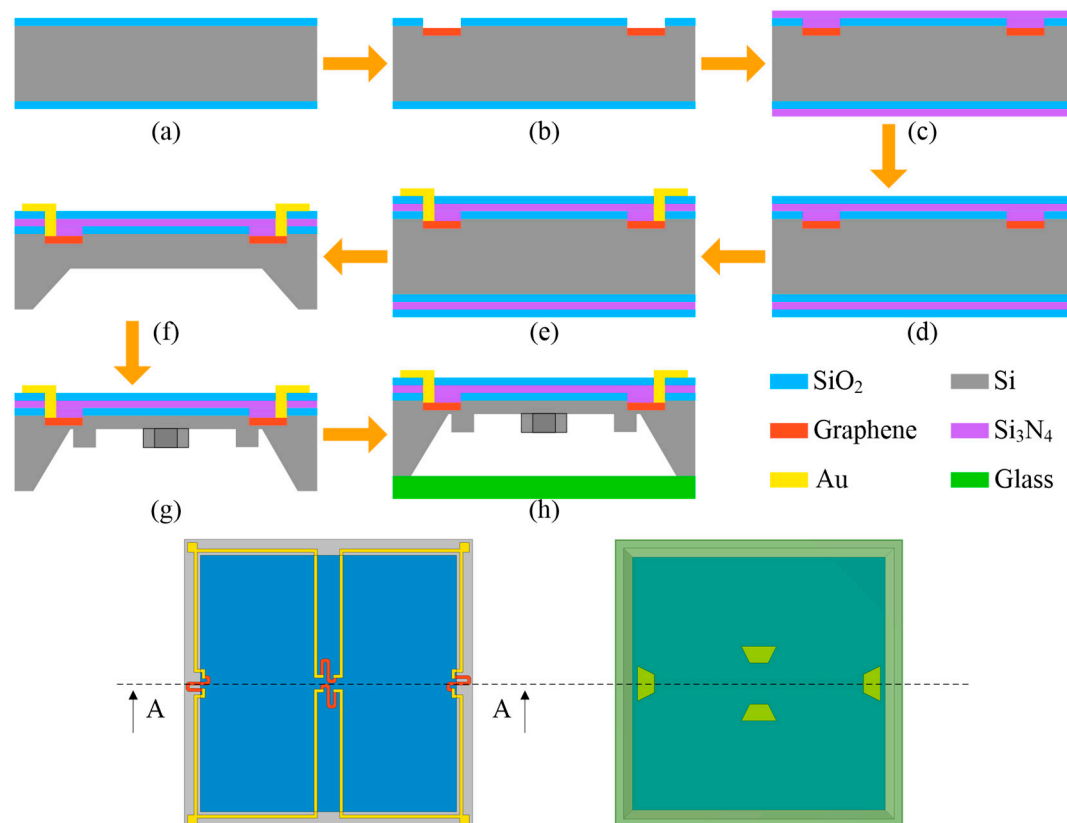 (a)
(b)
(c)
(f)
(e)
(d)
(g)
(h)
SiO₂
Si
Graphene
Si₃N₄
Au
Glass
A
A